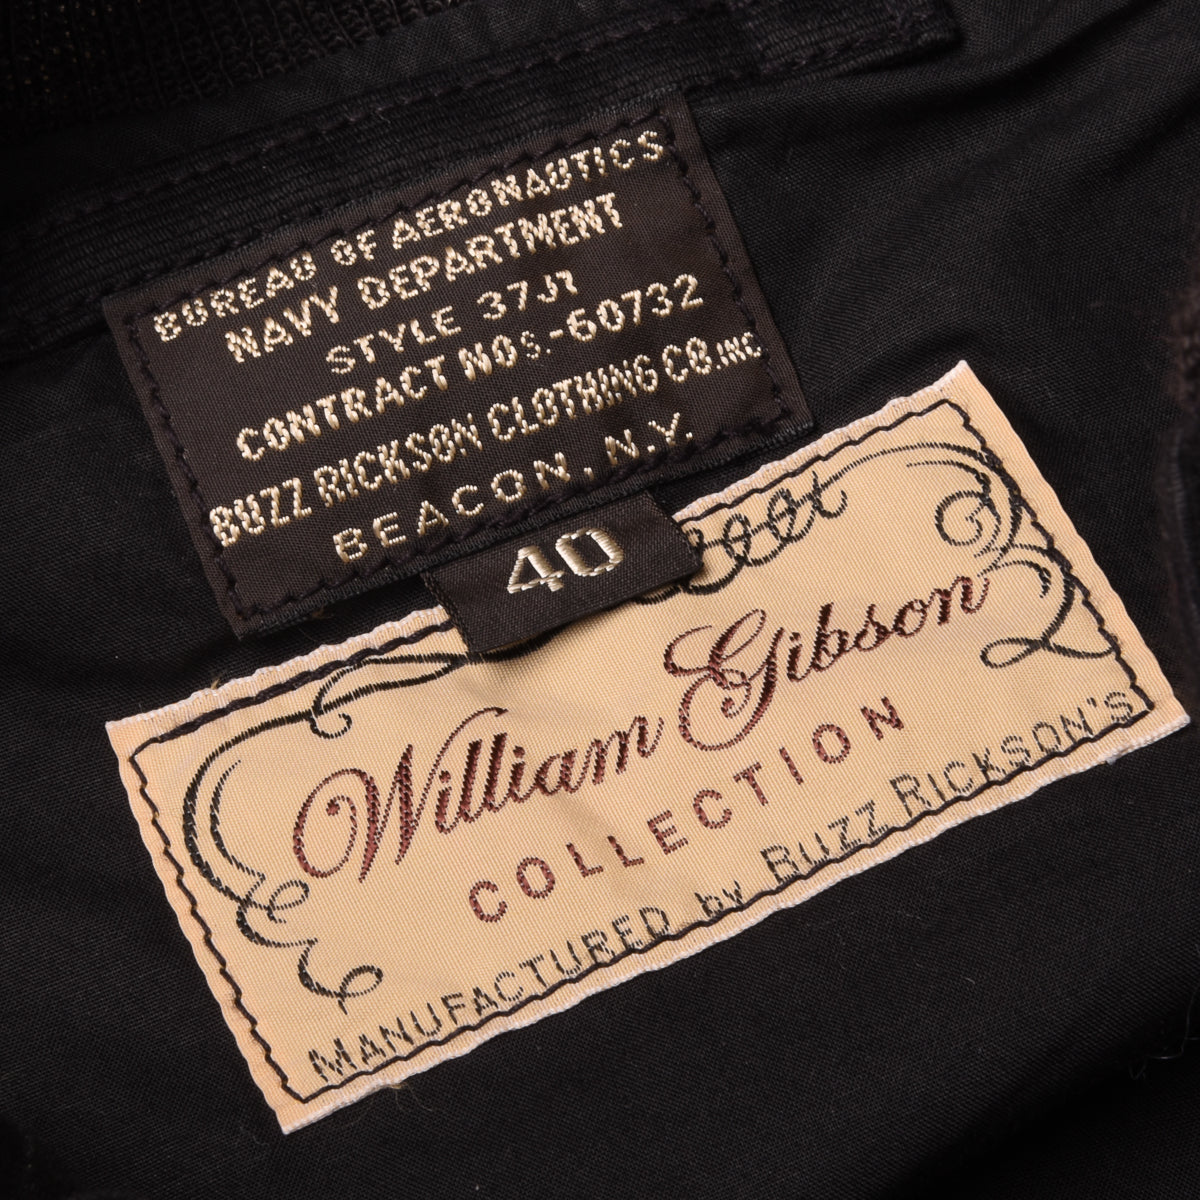 BUREAU OF AERONAUTICS
NAVY DEPARTMENT
STYLE 37J1
CONTRACT NOS.-60732
BUZZ RICKSON CLOTHING CO.INC.
BEACON, N.Y.
40
William Gibson
COLLECTION
MANUFACTURED by BUZZ RICKSON'S